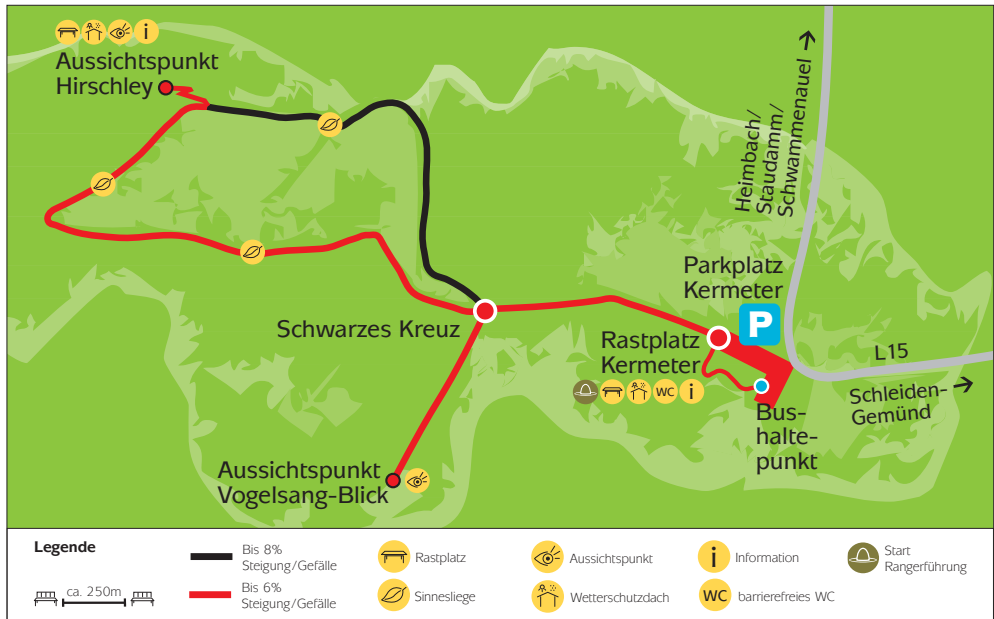 i
Aussichtspunkt
Hirschley
Heimbach/
Staudamm/
Schwammenauel
Parkplatz
Kermeter
P
Schwarzes Kreuz
Rastplatz
Kermeter
WC i
L15
Schleiden-
Gemünd
Bus-
halte-
punkt
Aussichtspunkt
Vogelsang-Blick
Legende
ca. 250m
Bis 8%
Steigung/Gefälle
Bis 6%
Steigung/Gefälle
Rastplatz
Sinnesliege
Aussichtspunkt
Wetterschutzdach
i Information
WC barrierefreies WC
Start
Rangerführung